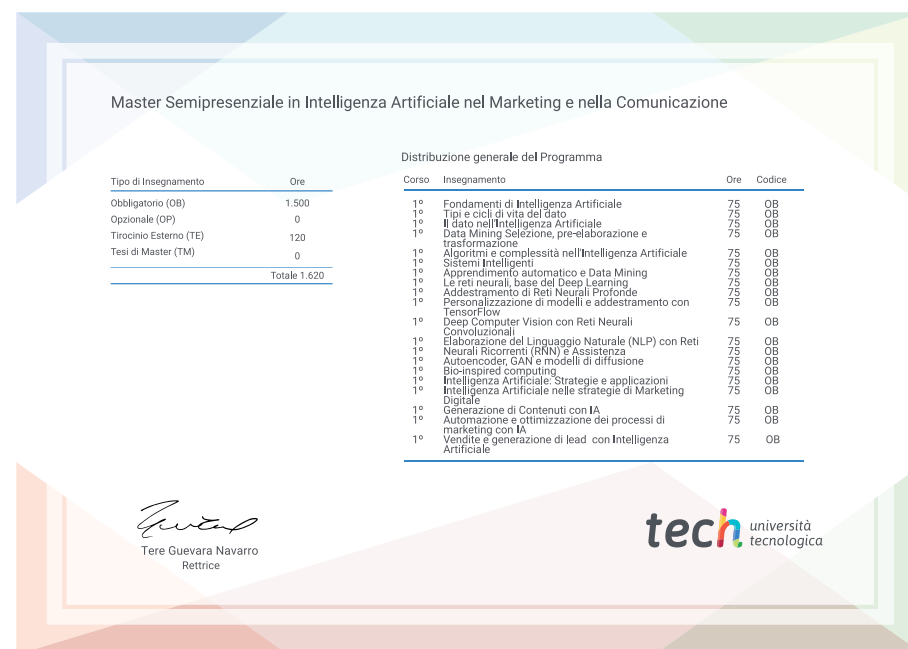 Master Semipresenziale in Intelligenza Artificiale nel Marketing e nella Comunicazione
Tipo di Insegnamento Ore
Obbligatorio (OB) 1.500
Opzionale (OP) 0
Tirocinio Esterno (TE) 120
Tesi di Master (TM) 0
Totale 1.620
Distribuzione generale del Programma
Corso Insegnamento Ore Codice
1º Fondamenti di Intelligenza Artificiale 75 OB
1º Tipi e cicli di vita del dato 75 OB
1º Il dato nell'Intelligenza Artificiale 75 OB
1º Data Mining Selezione, pre-elaborazione e 75 OB
trasformazione
1º Algoritmi e complessità nell'Intelligenza Artificiale 75 OB
1º Sistemi Intelligenti 75 OB
1º Apprendimento automatico e Data Mining 75 OB
1º Le reti neurali, base del Deep Learning 75 OB
1º Addestramento di Reti Neurali Profonde 75 OB
1º Personalizzazione di modelli e addestramento con 75 OB
TensorFlow
1º Deep Computer Vision con Reti Neurali 75 OB
Convoluzionali
1º Elaborazione del Linguaggio Naturale (NLP) con Reti 75 OB
1º Neurali Ricorrenti (RNN) e Assistenza 75 OB
1º Autoencoder, GAN e modelli di diffusione 75 OB
1º Bio-inspired computing 75 OB
1º Intelligenza Artificiale: Strategie e applicazioni 75 OB
1º Intelligenza Artificiale nelle strategie di Marketing 75 OB
Digitale
1º Generazione di Contenuti con IA 75 OB
1º Automazione e ottimizzazione dei processi di 75 OB
marketing con IA
1º Vendite e generazione di lead con Intelligenza 75 OB
Artificiale
Tere Guevara Navarro
Rettrice
tech università
tecnologica